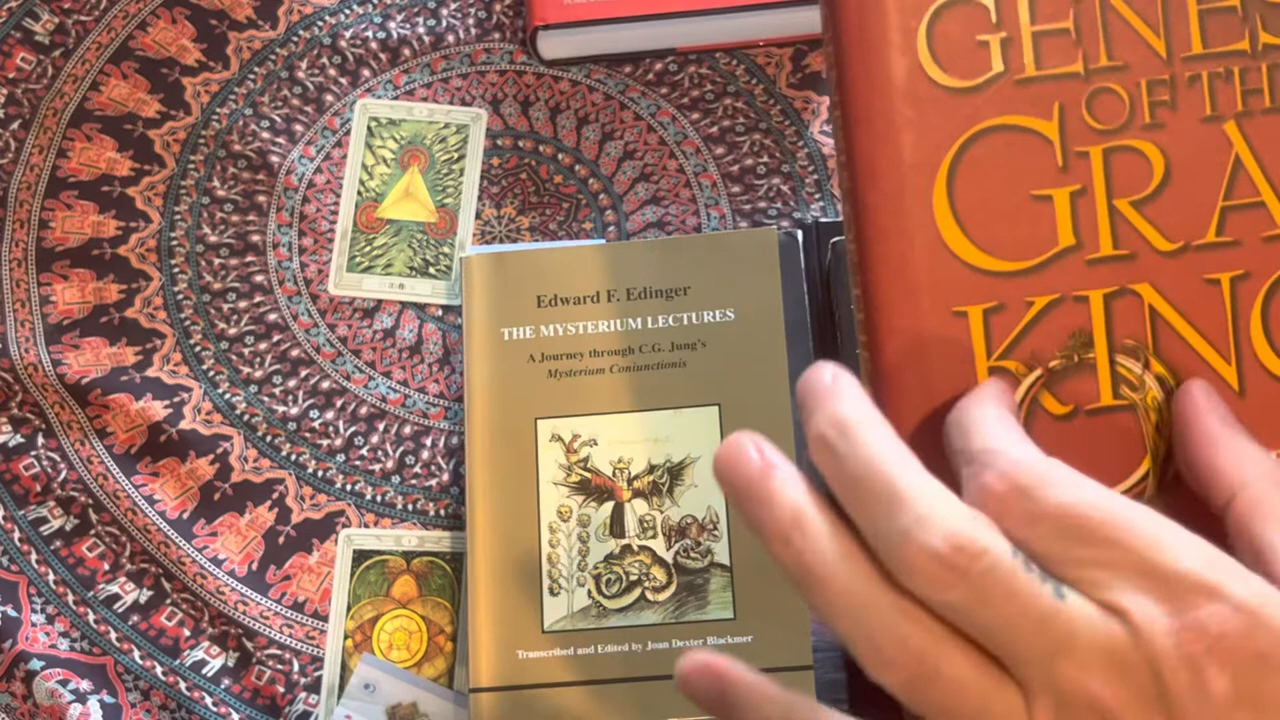 GENES
OF TH
GRA
KIN
Edward F. Edinger
THE MYSTERIUM LECTURES
A Journey through C.G. Jung's
Mysterium Coniunctionis
Transcribed and Edited by Joan Dexter Blackmer